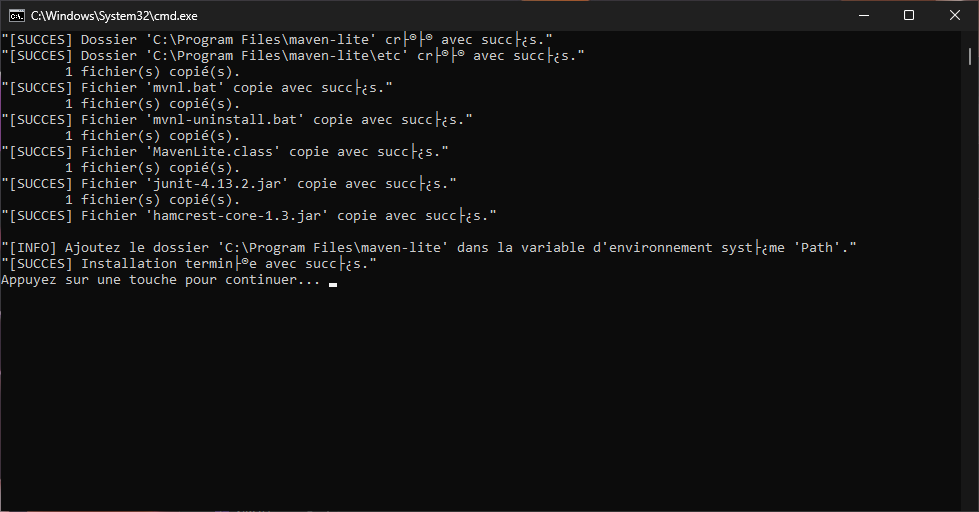 C:\Windows\System32\cmd.exe
"[SUCCES] Dossier 'C:\Program Files\maven-lite' cr├®├® avec succ├¿s."
"[SUCCES] Dossier 'C:\Program Files\maven-lite\etc' cr├®├® avec succ├¿s."
        1 fichier(s) copié(s).
"[SUCCES] Fichier 'mvnl.bat' copie avec succ├¿s."
        1 fichier(s) copié(s).
"[SUCCES] Fichier 'mvnl-uninstall.bat' copie avec succ├¿s."
        1 fichier(s) copié(s).
"[SUCCES] Fichier 'MavenLite.class' copie avec succ├¿s."
        1 fichier(s) copié(s).
"[SUCCES] Fichier 'junit-4.13.2.jar' copie avec succ├¿s."
        1 fichier(s) copié(s).
"[SUCCES] Fichier 'hamcrest-core-1.3.jar' copie avec succ├¿s."
"[INFO] Ajoutez le dossier 'C:\Program Files\maven-lite' dans la variable d'environnement syst├¿me 'Path'."
"[SUCCES] Installation termin├®e avec succ├¿s."
Appuyez sur une touche pour continuer...